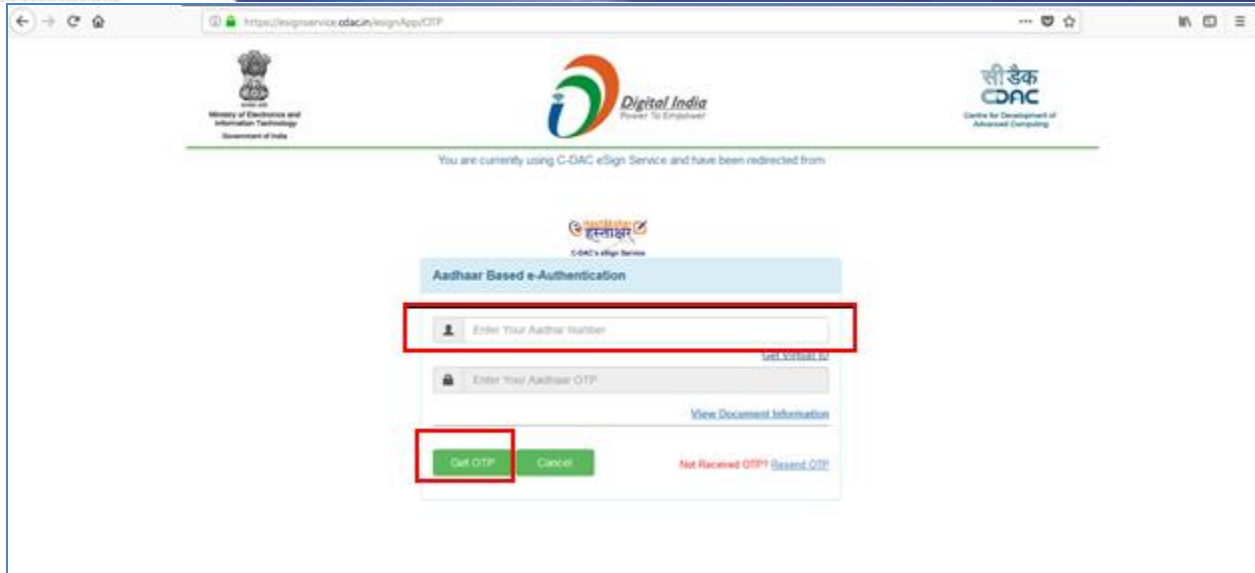 https://esignservice.cdac.in/esignApp/OTP
Ministry of Electronics and
Information Technology
Government of India
Digital India
Power To Empower
सी डैक
CDAC
Centre for Development of
Advanced Computing
You are currently using C-DAC eSign Service and have been redirected from
हस्ताक्षर
C-DAC's eSign Service
Aadhaar Based e-Authentication
Enter Your Aadhar Number
Get Virtual ID
Enter Your Aadhaar OTP
View Document Information
Get OTP Cancel Not Received OTP? Resend OTP